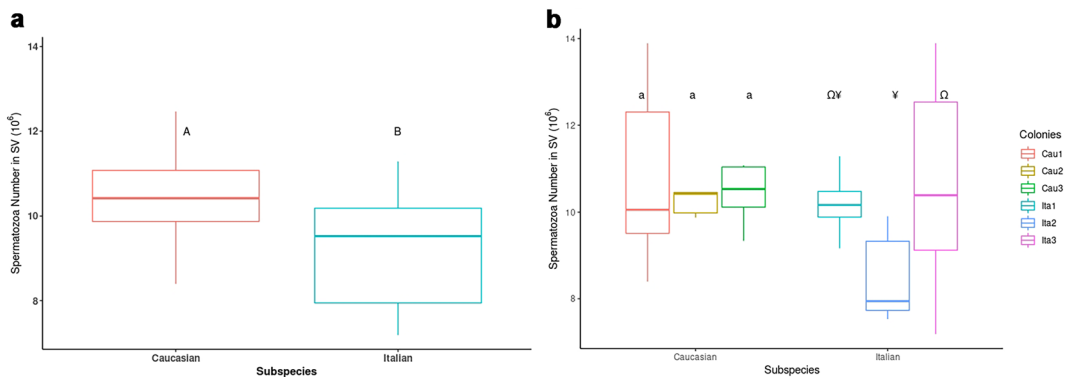 a
14
12
10
8
Spermatozoa Number in SV (10⁶)
A
B
Caucasian
Italian
Subspecies
b
14
12
10
8
Spermatozoa Number in SV (10⁶)
a
a
a
Ω¥
¥
Ω
Caucasian
Italian
Subspecies
Colonies
Cau1
Cau2
Cau3
Ita1
Ita2
Ita3